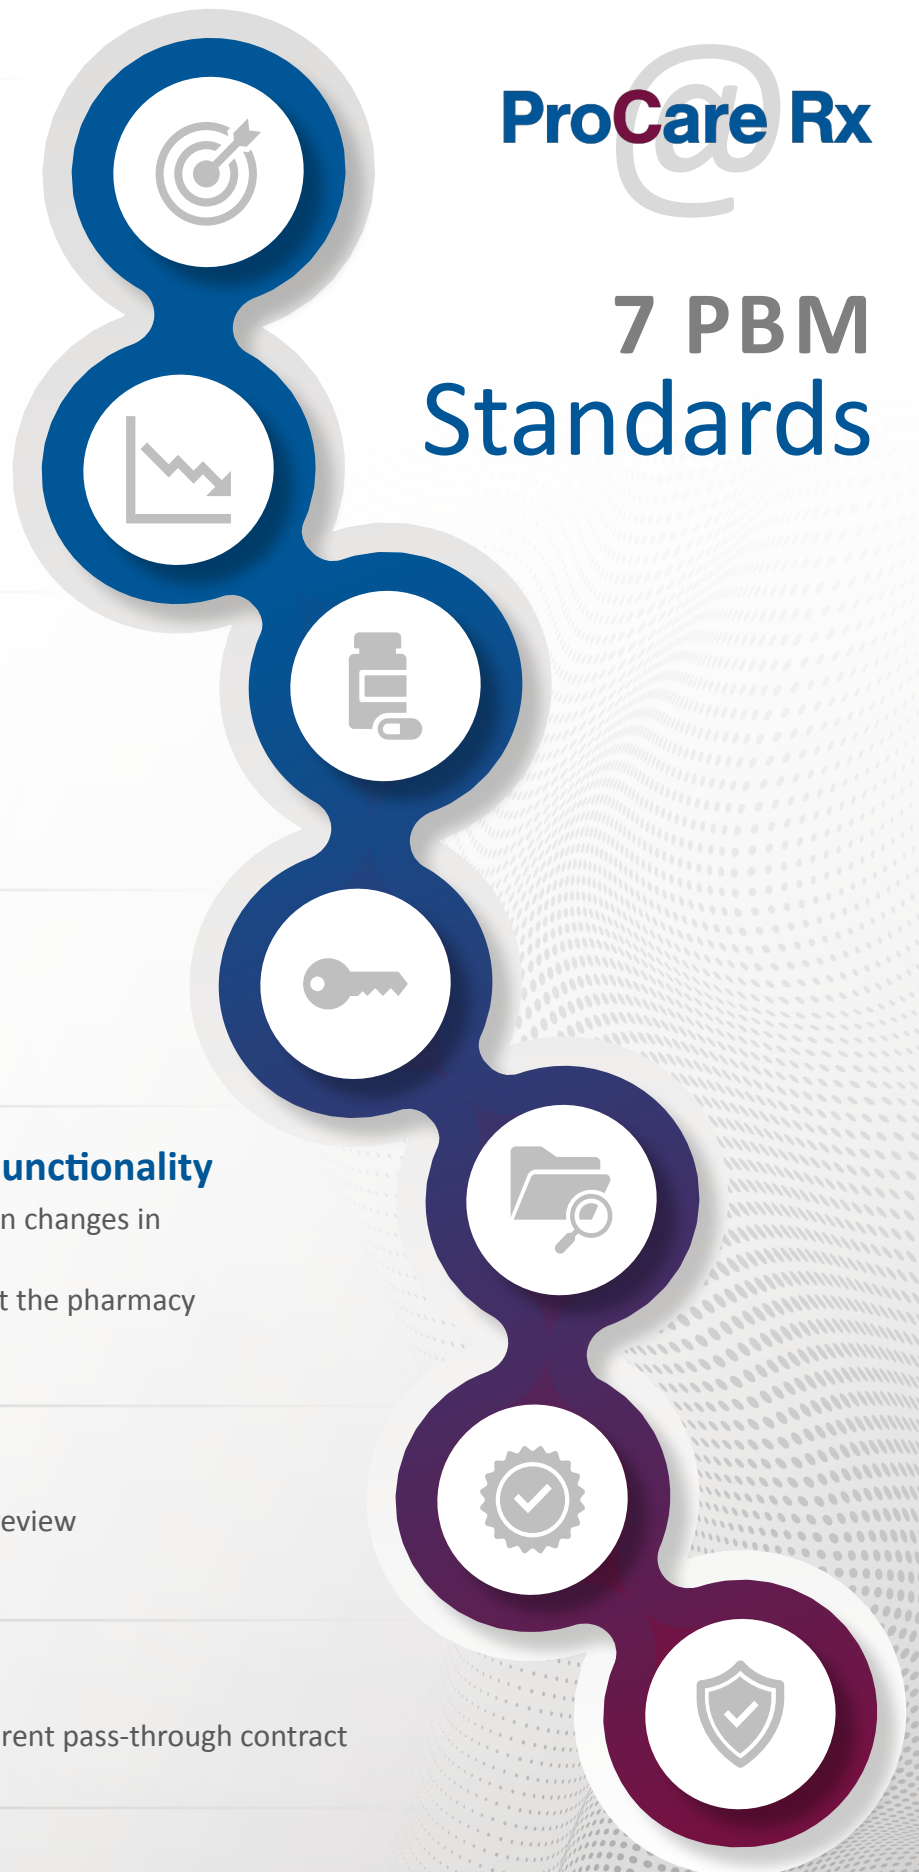 ProCare Rx
@
7 PBM
Standards
unctionality
n changes in
t the pharmacy
eview
rent pass-through contract